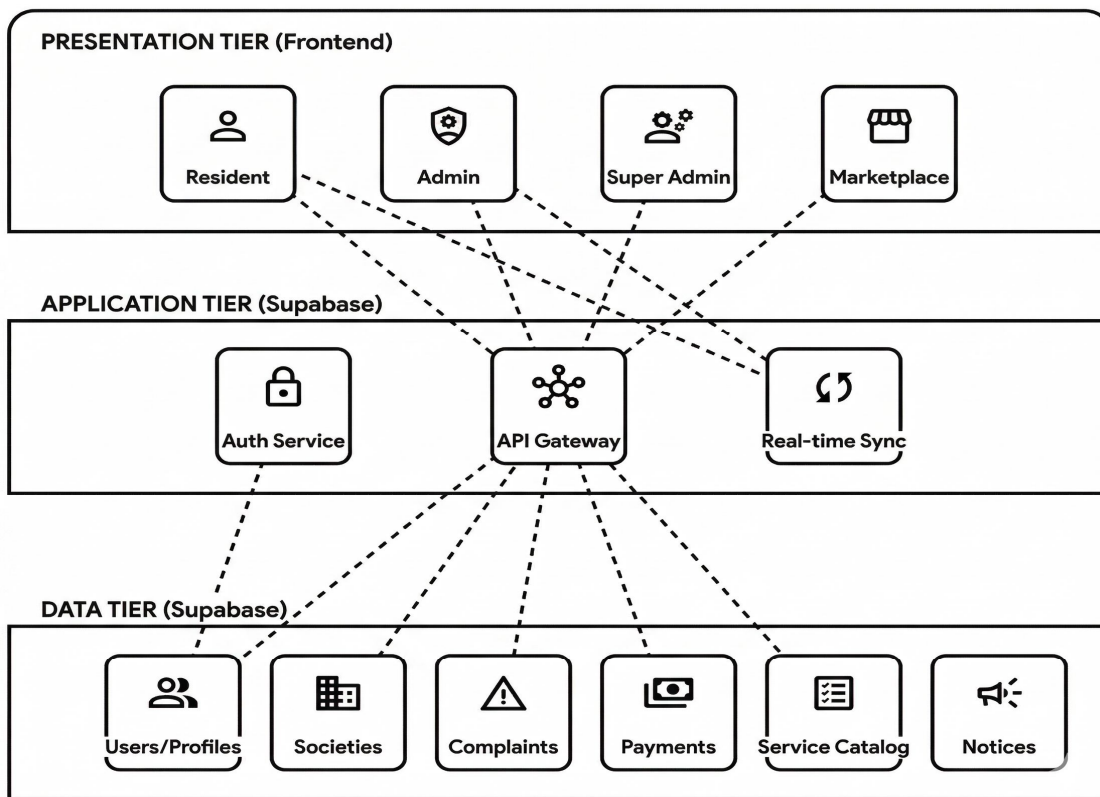 PRESENTATION TIER (Frontend)
Resident
Admin
Super Admin
Marketplace
APPLICATION TIER (Supabase)
Auth Service
API Gateway
Real-time Sync
DATA TIER (Supabase)
Users/Profiles
Societies
Complaints
Payments
Service Catalog
Notices